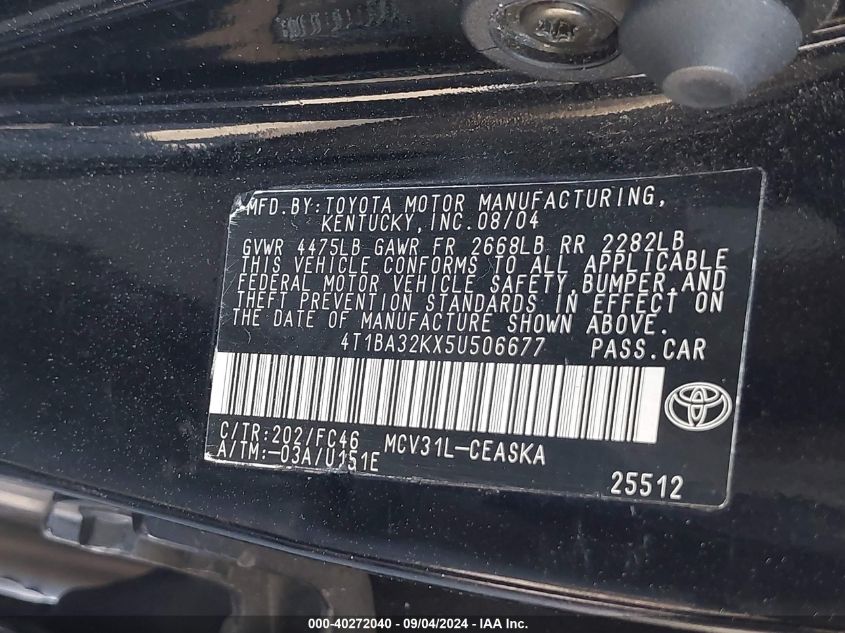 MFD. BY: TOYOTA MOTOR MANUFACTURING,
KENTUCKY, INC. 08/04
GVWR 4475LB GAWR FR 2668LB RR 2282LB
THIS VEHICLE CONFORMS TO ALL APPLICABLE
FEDERAL MOTOR VEHICLE SAFETY, BUMPER, AND
THEFT PREVENTION STANDARDS IN EFFECT ON
THE DATE OF MANUFACTURE SHOWN ABOVE.
4T1BA32KX5U506677 PASS.CAR
C/TR:202/FC46 MCV31L-CEASKA
A/TM:-03A/U151E
25512
000-40272040 - 09/04/2024 - IAA Inc.